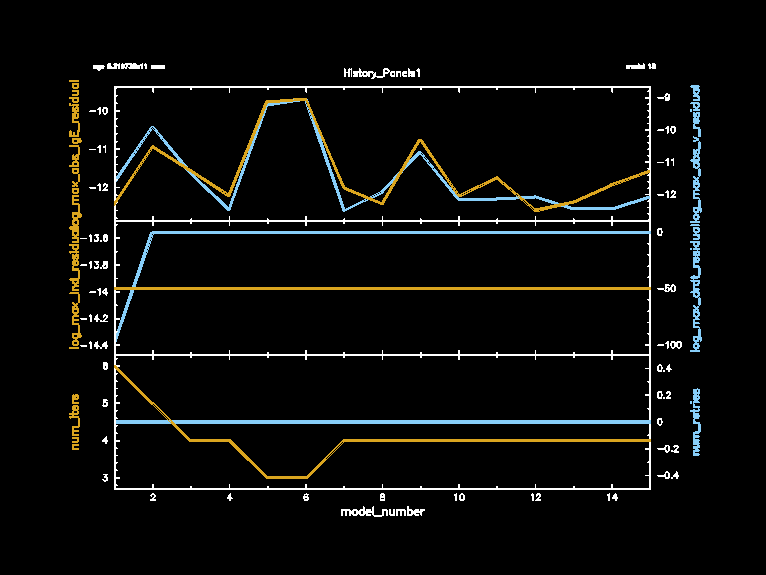 History_Panels1
log_max_abs_lgE_residual
-10
-11
-12
-9
-10
-11
-12
log_max_abs_v_residual
log_max_lnd_residual
-13.6
-13.8
-14
-14.2
-14.4
0
-50
-100
log_max_drdt_residual
num_iters
6
5
4
3
0.4
0.2
0
-0.2
-0.4
num_retries
2 4 6 8 10 12 14
model_number